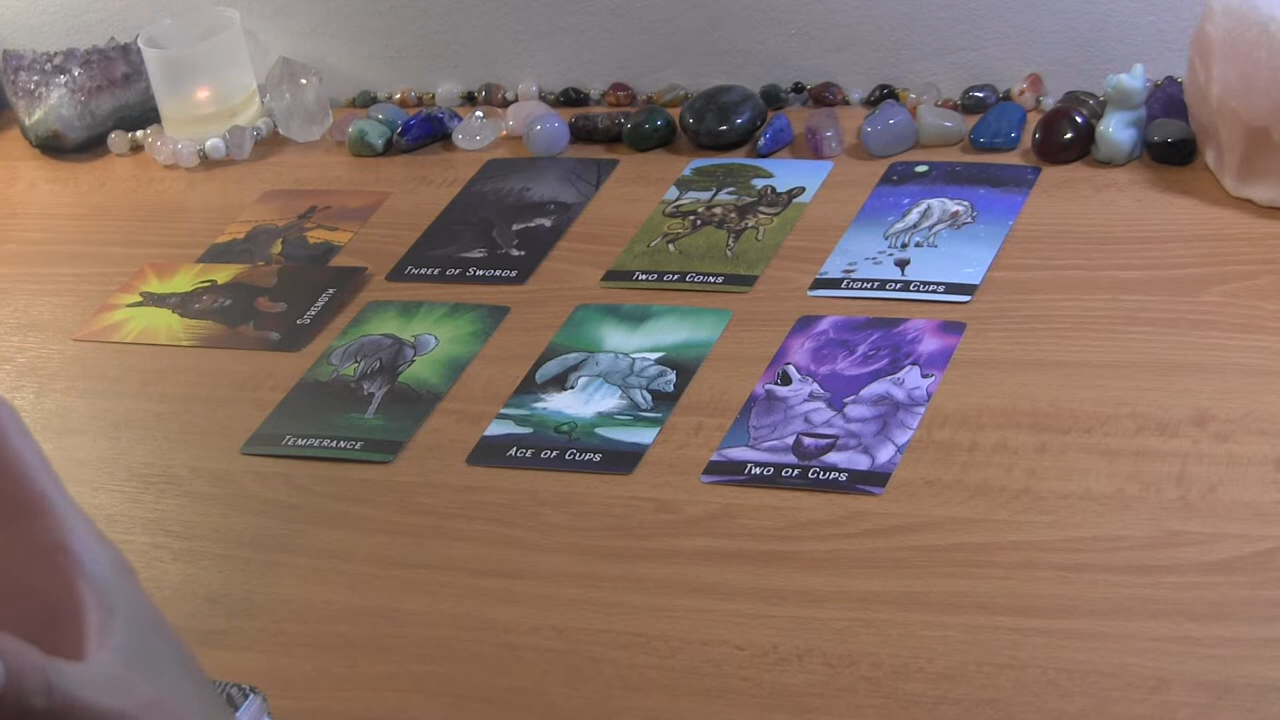 Three of Swords
Two of Coins
Eight of Cups
Strength
Temperance
Ace of Cups
Two of Cups